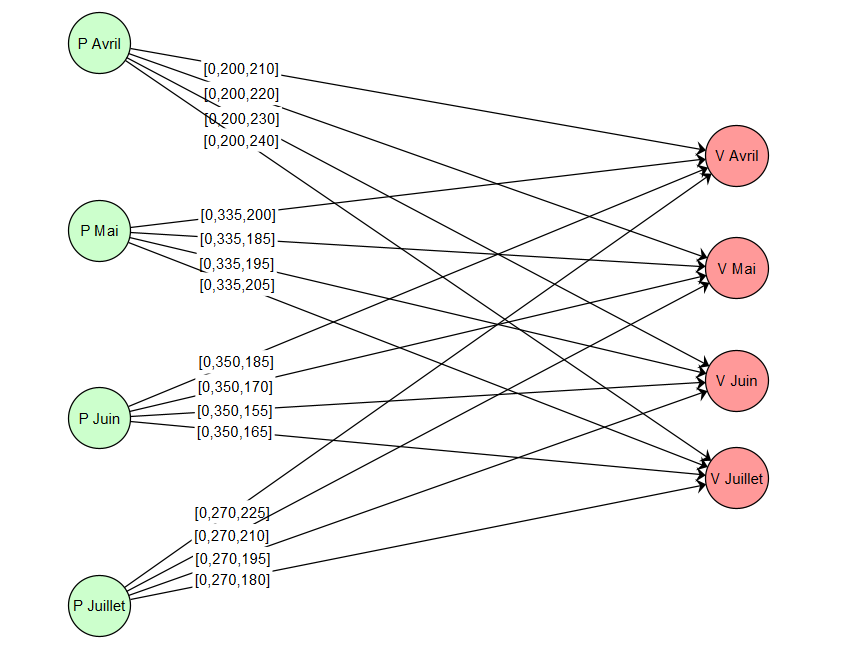 P Avril
[0,200,210]
[0,200,220]
[0,200,230]
[0,200,240]
V Avril
P Mai
[0,335,200]
[0,335,185]
[0,335,195]
[0,335,205]
V Mai
[0,350,185]
[0,350,170]
[0,350,155]
[0,350,165]
P Juin
V Juin
V Juillet
[0,270,225]
[0,270,210]
[0,270,195]
[0,270,180]
P Juillet